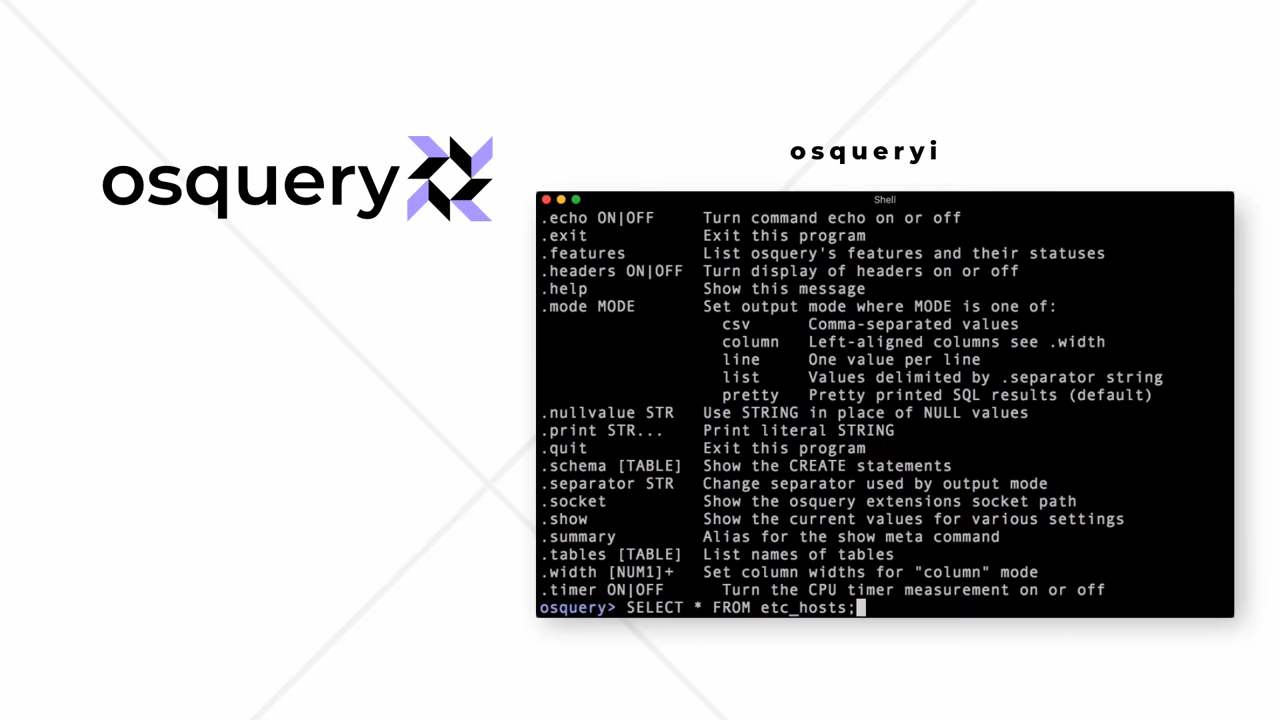 osquery
osqueryi
Shell
.echo ON|OFF Turn command echo on or off
.exit Exit this program
.features List osquery's features and their statuses
.headers ON|OFF Turn display of headers on or off
.help Show this message
.mode MODE Set output mode where MODE is one of:
csv Comma-separated values
column Left-aligned columns see .width
line One value per line
list Values delimited by .separator string
pretty Pretty printed SQL results (default)
.nullvalue STR Use STRING in place of NULL values
.print STR... Print literal STRING
.quit Exit this program
.schema [TABLE] Show the CREATE statements
.separator STR Change separator used by output mode
.socket Show the osquery extensions socket path
.show Show the current values for various settings
.summary Alias for the show meta command
.tables [TABLE] List names of tables
.width [NUM1]+ Set column widths for "column" mode
.timer ON|OFF Turn the CPU timer measurement on or off
osquery> SELECT * FROM etc_hosts;